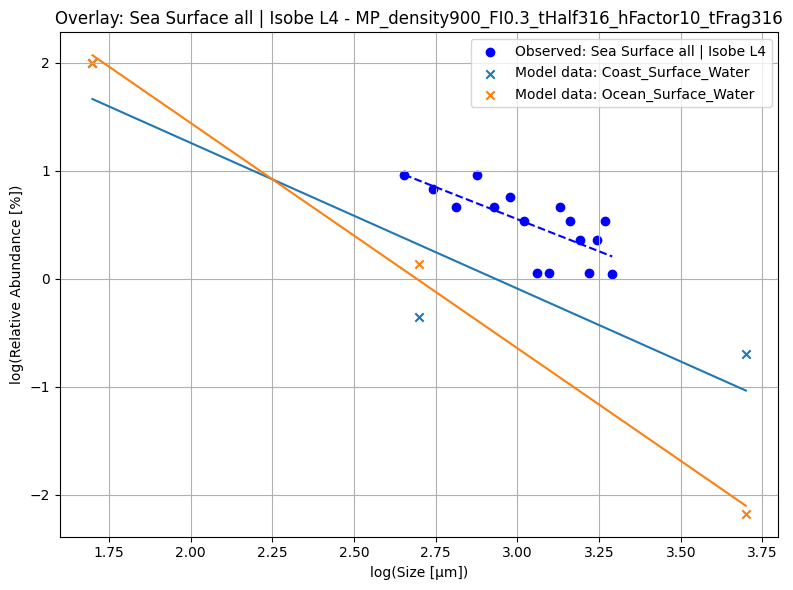 Overlay: Sea Surface all | Isobe L4 - MP_density900_FI0.3_tHalf316_hFactor10_tFrag316
Observed: Sea Surface all | Isobe L4
Model data: Coast_Surface_Water
Model data: Ocean_Surface_Water
log(Relative Abundance [%])
2
1
0
−1
−2
1.75 2.00 2.25 2.50 2.75 3.00 3.25 3.50 3.75
log(Size [μm])